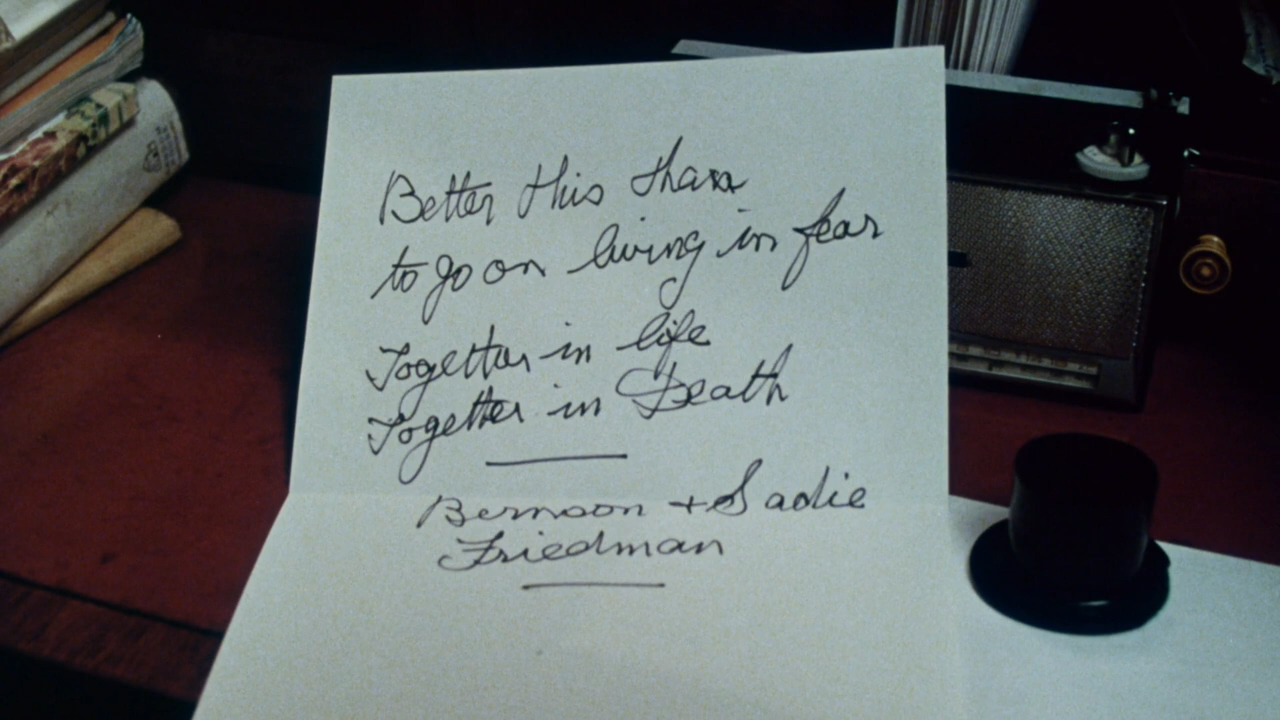 Better this than
to go on living in fear
Together in life
Together in Death
Bernoon + Sadie
Friedman